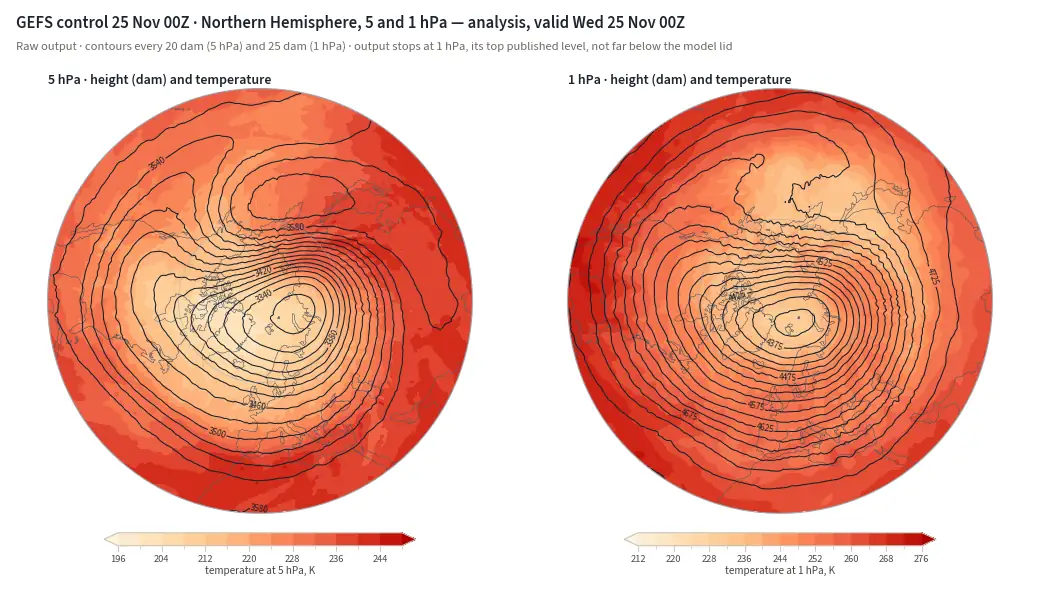 GEFS control 25 Nov 00Z · Northern Hemisphere, 5 and 1 hPa — analysis, valid Wed 25 Nov 00Z
Raw output · contours every 20 dam (5 hPa) and 25 dam (1 hPa) · output stops at 1 hPa, its top published level, not far below the model lid
5 hPa · height (dam) and temperature
3540
3580
3420
3340
3380
3460
3500
3580
196 204 212 220 228 236 244
temperature at 5 hPa, K
1 hPa · height (dam) and temperature
4525
4725
4425
4375
4475
4575
4675
4625
212 220 228 236 244 252 260 268 276
temperature at 1 hPa, K